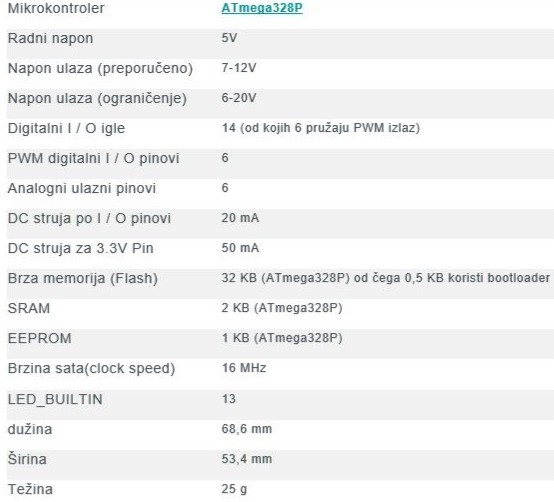 Mikrokontroler ATmega328P
Radni napon 5V
Napon ulaza (preporučeno) 7-12V
Napon ulaza (ograničenje) 6-20V
Digitalni I / O igle 14 (od kojih 6 pružaju PWM izlaz)
PWM digitalni I / O pinovi 6
Analogni ulazni pinovi 6
DC struja po I / O pinovi 20 mA
DC struja za 3.3V Pin 50 mA
Brza memorija (Flash) 32 KB (ATmega328P) od čega 0,5 KB koristi bootloader
SRAM 2 KB (ATmega328P)
EEPROM 1 KB (ATmega328P)
Brzina sata(clock speed) 16 MHz
LED_BUILTIN 13
dužina 68,6 mm
Širina 53,4 mm
Težina 25 g